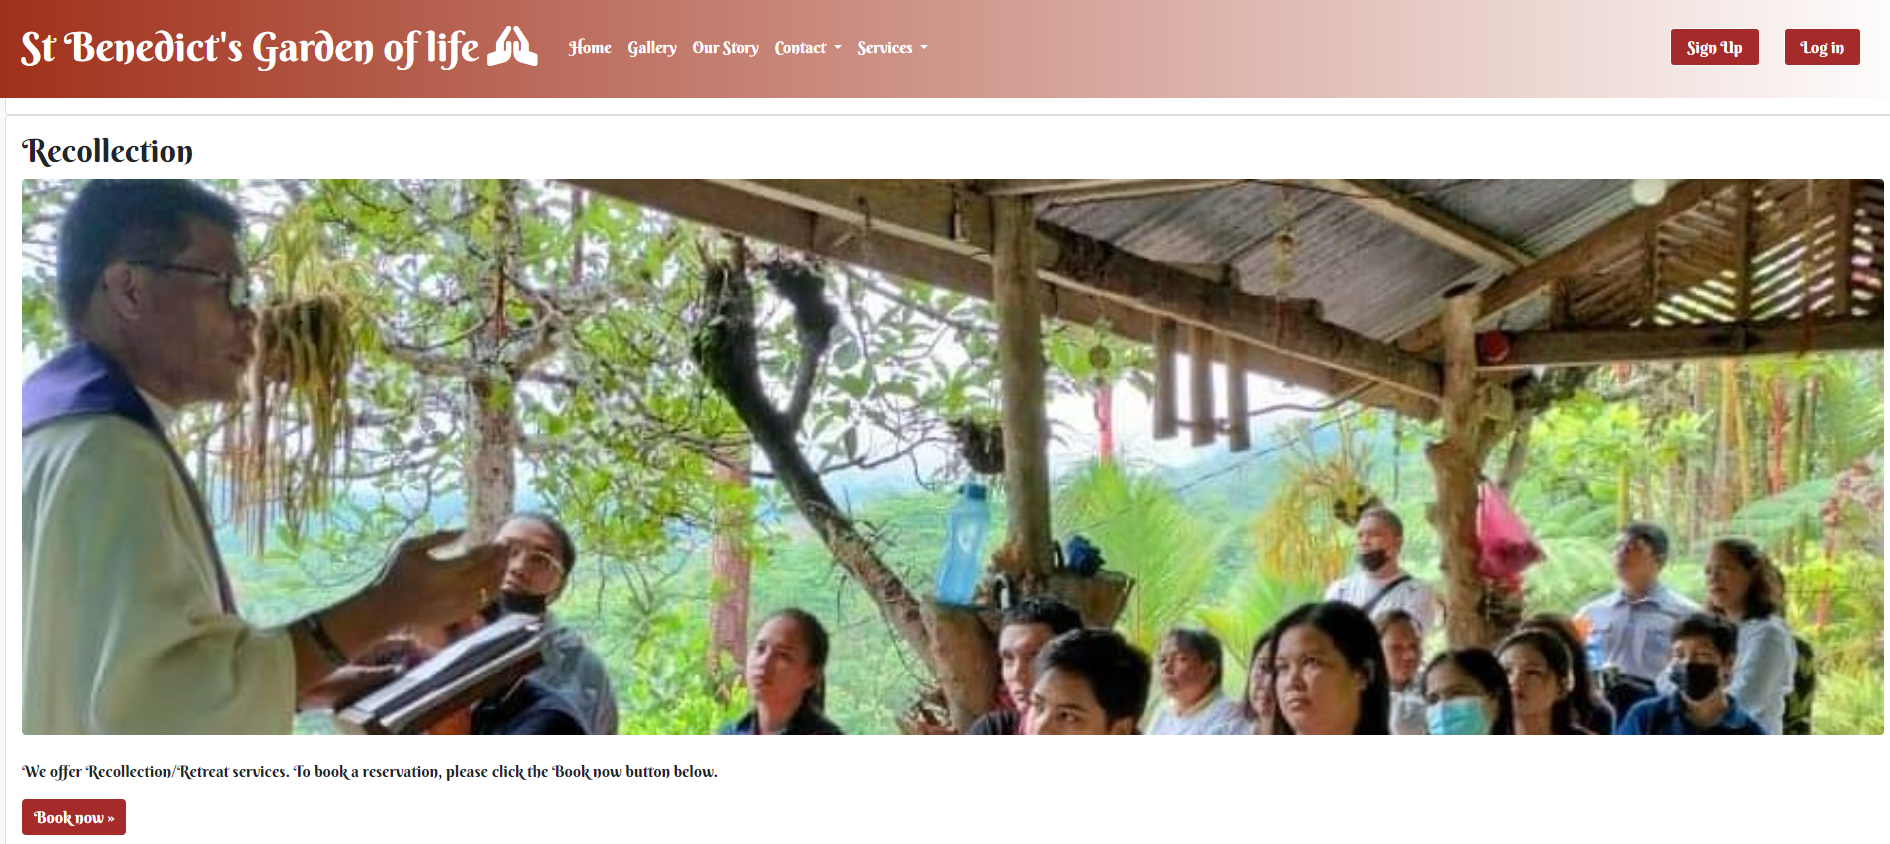 St Benedict's Garden of life
Home Gallery Our Story Contact Services
Sign Up Log in
Recollection
We offer Recollection/Retreat services. To book a reservation, please click the Book now button below.
Book now »